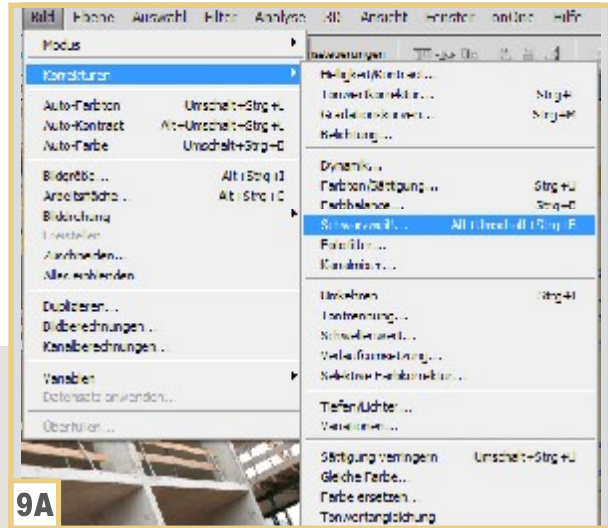 Bild Ebene Auswahl Filter Analyse 3D Ansicht Fenster onOne Hilfe
Modus
Korrekturen
Auto-Farbton Umschalt+Strg+L
Auto-Kontrast Alt+Umschalt+Strg+L
Auto-Farbe Umschalt+Strg+B
Bildgröße... Alt+Strg+I
Arbeitsfläche... Alt+Strg+C
Bilddrehung
Freistellen
Zuschneiden...
Alles einblenden
Duplizieren...
Bildberechnungen...
Kanalberechnungen...
Variablen
Datensatz anwenden...
Überfüllen...
Helligkeit/Kontrast...
Tonwertkorrektur... Strg+L
Gradationskurven... Strg+M
Belichtung...
Dynamik...
Farbton/Sättigung... Strg+U
Farbbalance... Strg+B
Schwarzweiß... Alt+Umschalt+Strg+B
Fotofilter...
Kanalmixer...
Umkehren Strg+I
Tontrennung...
Schwellenwert...
Verlaufsumsetzung...
Selektive Farbkorrektur...
Tiefen/Lichter...
Variationen...
Sättigung verringern Umschalt+Strg+U
Gleiche Farbe...
Farbe ersetzen...
Tonwertangleichung
9A